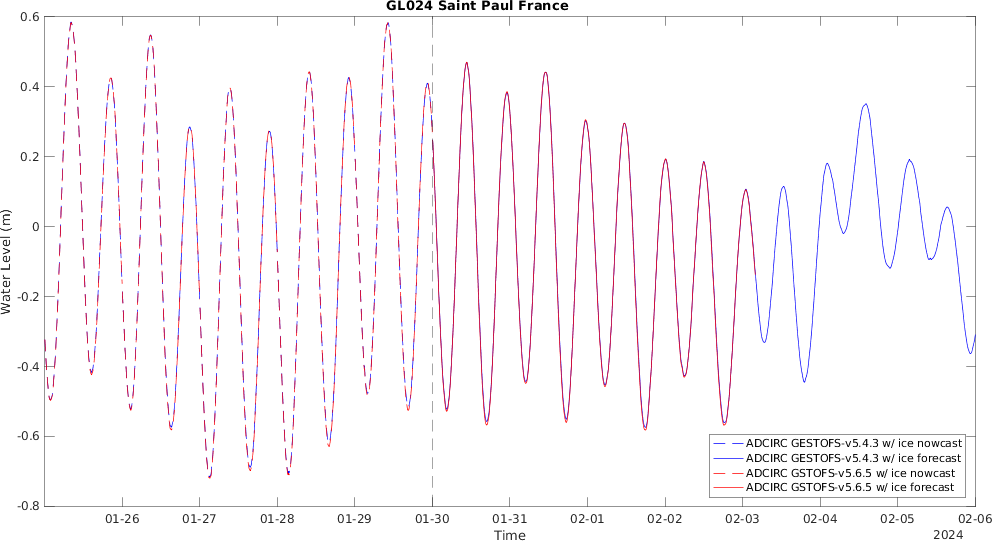 GL024 Saint Paul France
0.6
0.4
0.2
0
-0.2
-0.4
-0.6
-0.8
Water Level (m)
ADCIRC GESTOFS-v5.4.3 w/ ice nowcast
ADCIRC GESTOFS-v5.4.3 w/ ice forecast
ADCIRC GSTOFS-v5.6.5 w/ ice nowcast
ADCIRC GSTOFS-v5.6.5 w/ ice forecast
01-26 01-27 01-28 01-29 01-30 01-31 02-01 02-02 02-03 02-04 02-05 02-06
Time
2024